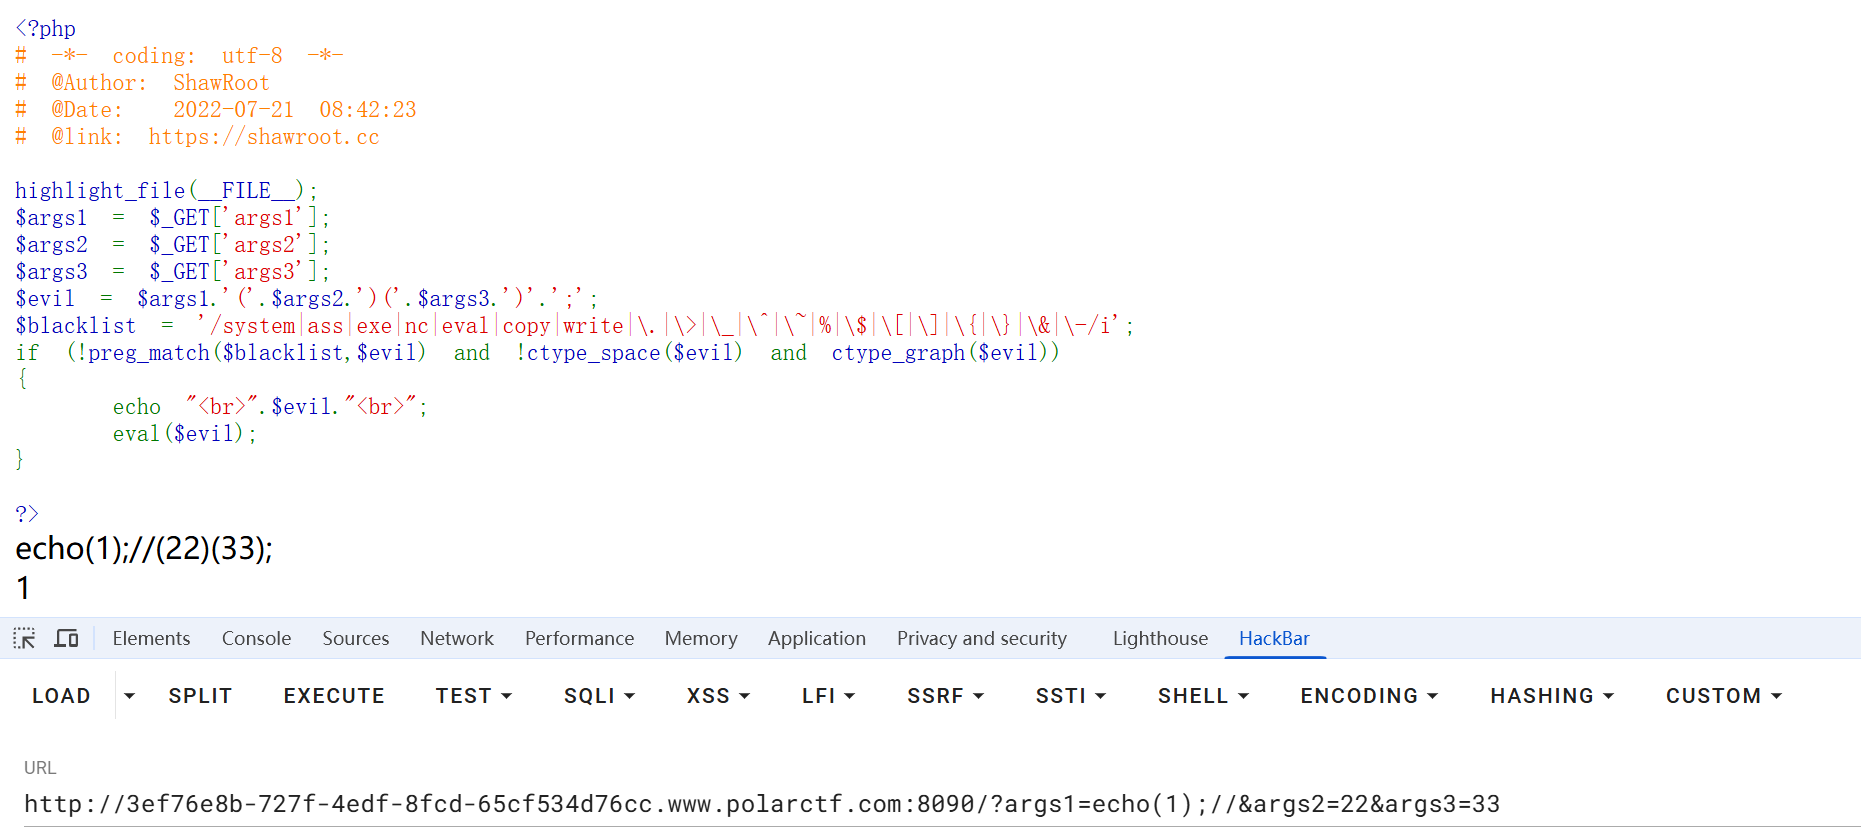 <?php
# -*- coding: utf-8 -*-
# @Author: ShawRoot
# @Date:   2022-07-21 08:42:23
# @link: https://shawroot.cc
highlight_file(__FILE__);
$args1 = $_GET['args1'];
$args2 = $_GET['args2'];
$args3 = $_GET['args3'];
$evil = $args1.'('.$args2.')('.$args3.')'.';';
$blacklist = '/system|ass|exe|nc|eval|copy|write|\.|\>|\_|\^|\~|%|\$|\[|\]|\{|\}|\&|\-/i';
if (!preg_match($blacklist,$evil) and !ctype_space($evil) and ctype_graph($evil))
{
echo "<br>".$evil."<br>";
eval($evil);
}
?>
echo(1);//(22)(33);
1
Elements Console Sources Network Performance Memory Application Privacy and security Lighthouse HackBar
LOAD SPLIT EXECUTE TEST SQLI XSS LFI SSRF SSTI SHELL ENCODING HASHING CUSTOM
URL
http://3ef76e8b-727f-4edf-8fcd-65cf534d76cc.www.polarctf.com:8090/?args1=echo(1);//&args2=22&args3=33